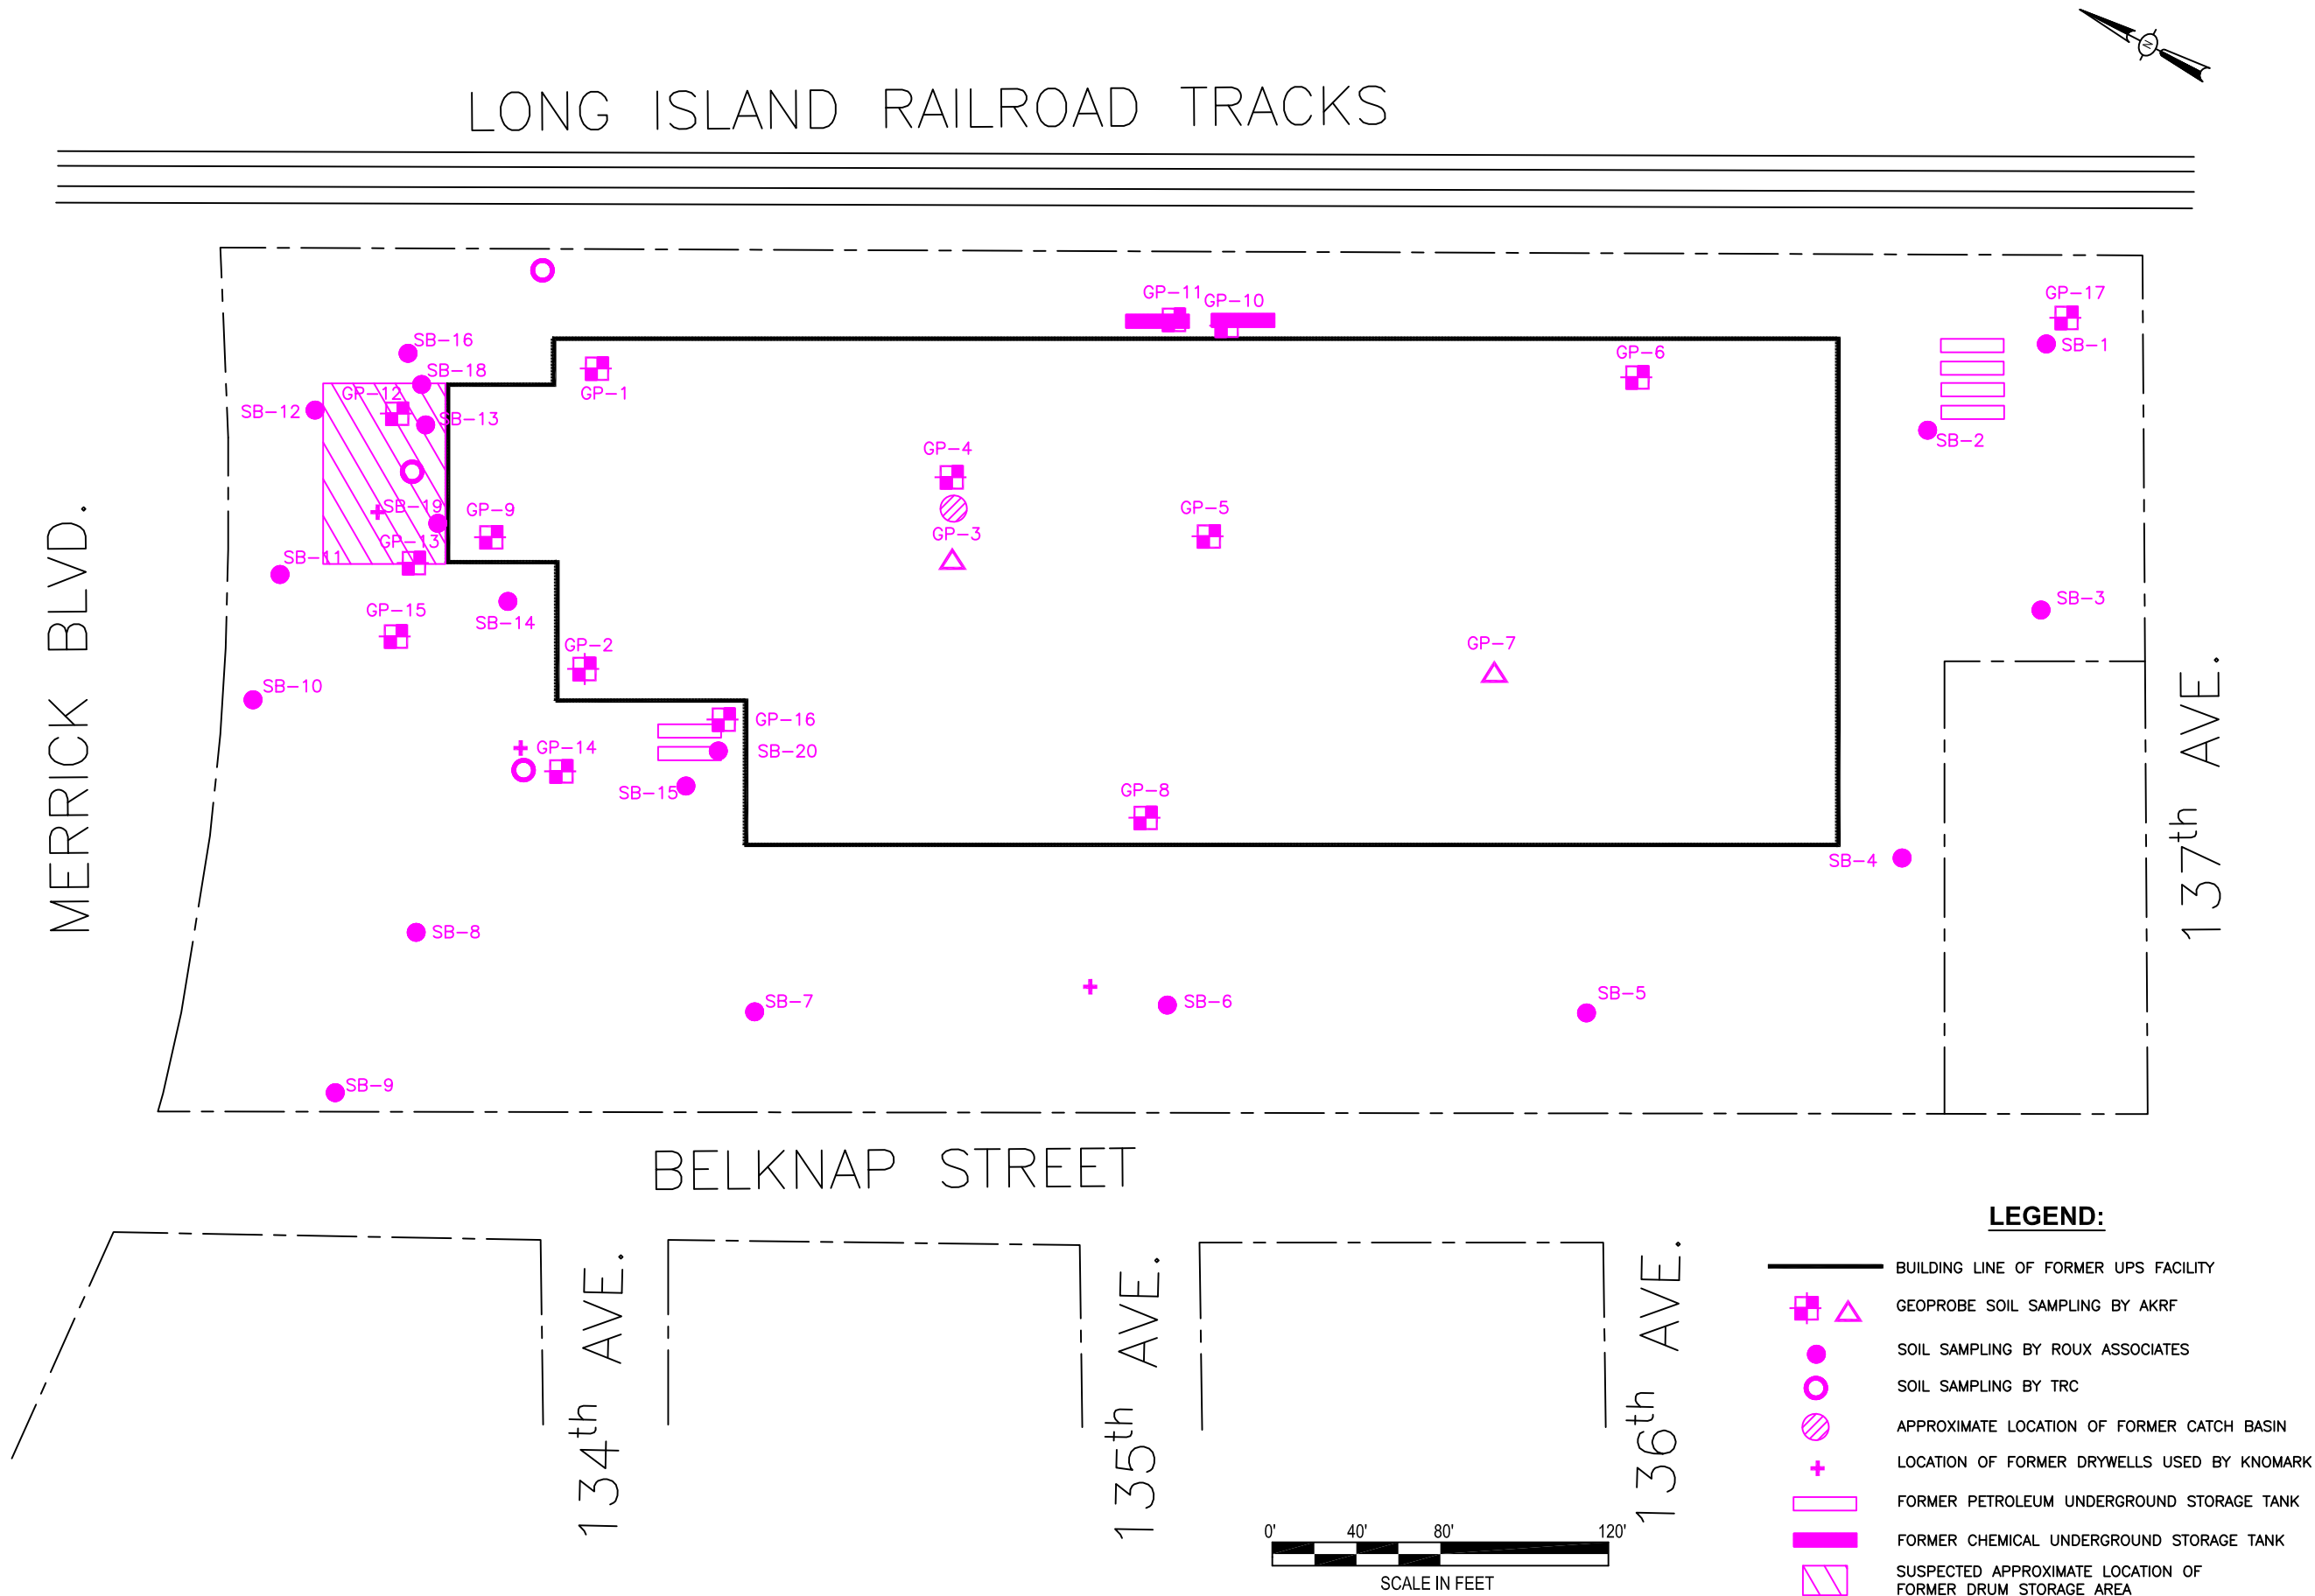 N
LONG ISLAND RAILROAD TRACKS
GP-11
GP-10
GP-17
SB-16
SB-1
GP-6
SB-18
GP-1
GP-12
SB-12
SB-13
SB-2
GP-4
SB-19
GP-9
GP-5
GP-3
GP-13
SB-11
SB-3
GP-15
SB-14
GP-2
GP-7
SB-10
GP-16
GP-14
SB-20
SB-15
GP-8
SB-4
MERRICK BLVD.
137th AVE.
SB-8
SB-7
SB-6
SB-5
SB-9
BELKNAP STREET
134th AVE.
135th AVE.
136th AVE.
0' 40' 80' 120'
SCALE IN FEET
LEGEND:
BUILDING LINE OF FORMER UPS FACILITY
GEOPROBE SOIL SAMPLING BY AKRF
SOIL SAMPLING BY ROUX ASSOCIATES
SOIL SAMPLING BY TRC
APPROXIMATE LOCATION OF FORMER CATCH BASIN
LOCATION OF FORMER DRYWELLS USED BY KNOMARK
FORMER PETROLEUM UNDERGROUND STORAGE TANK
FORMER CHEMICAL UNDERGROUND STORAGE TANK
SUSPECTED APPROXIMATE LOCATION OF
FORMER DRUM STORAGE AREA